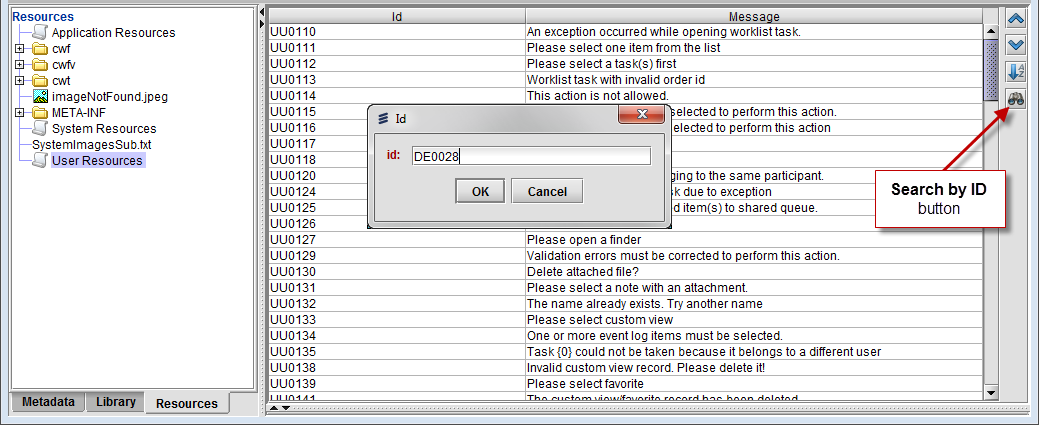 Resources
Application Resources
cwf
cwfv
cwt
imageNotFound.jpeg
META-INF
System Resources
SystemImagesSub.txt
User Resources
Metadata Library Resources
Id Message
UU0110 An exception occurred while opening worklist task.
UU0111 Please select one item from the list
UU0112 Please select a task(s) first
UU0113 Worklist task with invalid order id
UU0114 This action is not allowed.
UU0115 selected to perform this action.
UU0116 elected to perform this action
UU0117
UU0118
UU0120 ging to the same participant.
UU0124 sk due to exception
UU0125 ed item(s) to shared queue.
UU0126
UU0127 Please open a finder
UU0129 Validation errors must be corrected to perform this action.
UU0130 Delete attached file?
UU0131 Please select a note with an attachment.
UU0132 The name already exists. Try another name
UU0133 Please select custom view
UU0134 One or more event log items must be selected.
UU0135 Task {0} could not be taken because it belongs to a different user
UU0138 Invalid custom view record. Please delete it!
UU0139 Please select favorite
UU0141 The custom view/favorite record has been deleted
Id
id: DE0028
OK Cancel
Search by ID
button